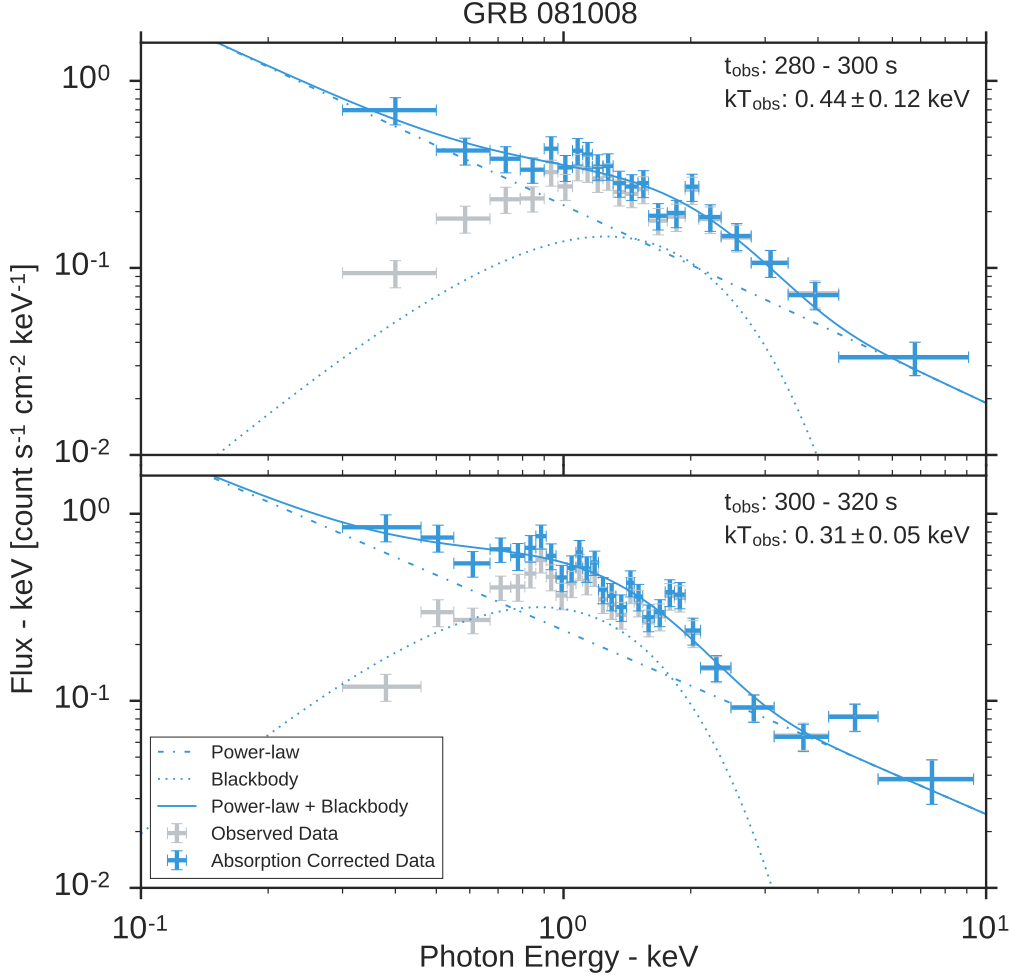 GRB 081008
t_obs: 280 - 300 s
kT_obs: 0.44±0.12 keV
10^0
10^-1
10^-2
Flux - keV [count s^-1 cm^-2 keV^-1]
t_obs: 300 - 320 s
kT_obs: 0.31±0.05 keV
10^0
10^-1
10^-2
Power-law
Blackbody
Power-law + Blackbody
Observed Data
Absorption Corrected Data
10^-1 10^0 10^1
Photon Energy - keV